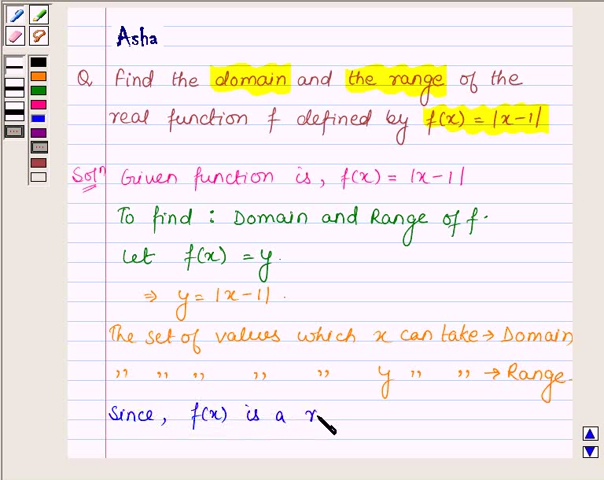 Asha
Q Find the domain and the range of the
real function f defined by f(x) = |x-1|
Solⁿ Given function is, f(x) = |x-1|
To find : Domain and Range of f.
Let f(x) = y.
⇒ y = |x-1|.
The set of values which x can take → Domain
,, ,, ,, ,, ,, y ,, ,, → Range.
Since, f(x) is a r